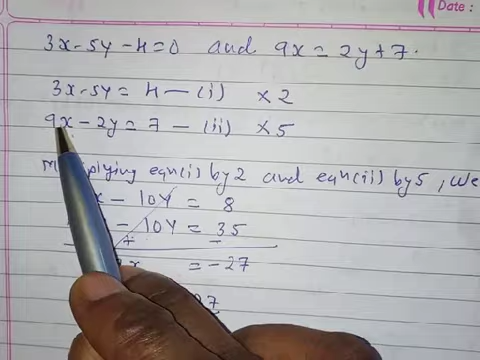 Date :
3x-5y-4=0 and 9x = 2y+7.
3x-5y = 4 — (i) × 2
9x - 2y = 7 — (ii) × 5
Multiplying eqn(i) by 2 and eqn(ii) by 5, We
x - 10y = 8
- 10y = 35
+ -
x = -27